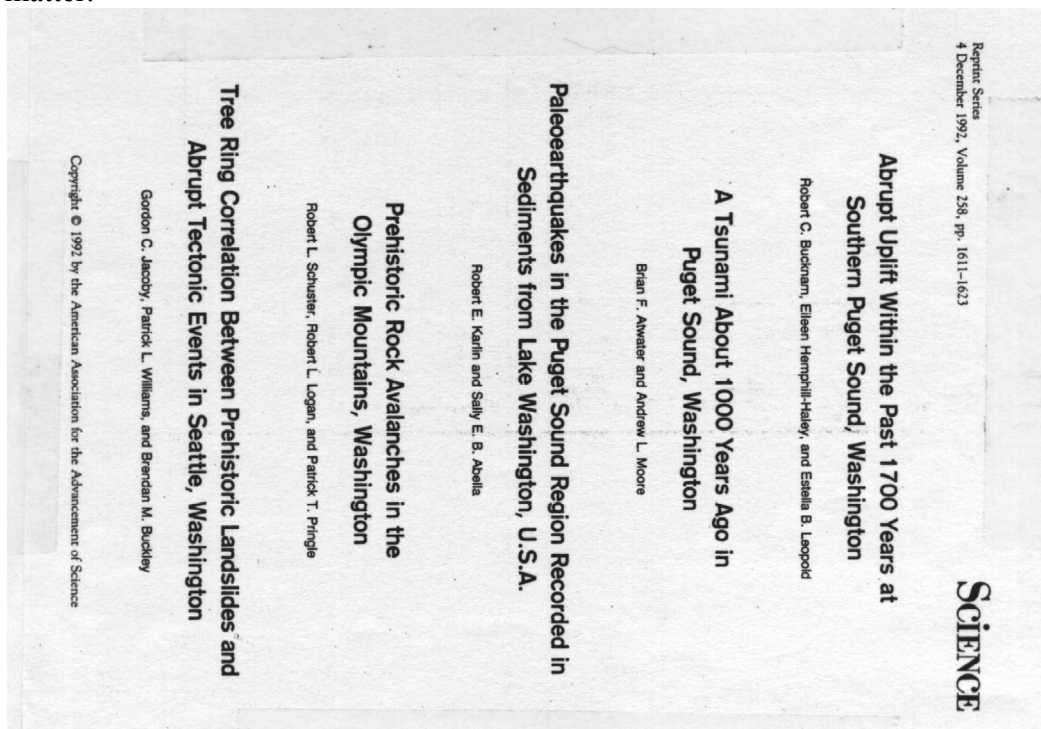 matter.
Reprint Series
4 December 1992, Volume 258, pp. 1611–1623
SCIENCE
Abrupt Uplift Within the Past 1700 Years at
Southern Puget Sound, Washington
Robert C. Bucknam, Eileen Hemphill-Haley, and Estella B. Leopold
A Tsunami About 1000 Years Ago in
Puget Sound, Washington
Brian F. Atwater and Andrew L. Moore
Paleoearthquakes in the Puget Sound Region Recorded in
Sediments from Lake Washington, U.S.A.
Robert E. Karlin and Sally E. B. Abella
Prehistoric Rock Avalanches in the
Olympic Mountains, Washington
Robert L. Schuster, Robert L. Logan, and Patrick T. Pringle
Tree Ring Correlation Between Prehistoric Landslides and
Abrupt Tectonic Events in Seattle, Washington
Gordon C. Jacoby, Patrick L. Williams, and Brendan M. Buckley
Copyright © 1992 by the American Association for the Advancement of Science